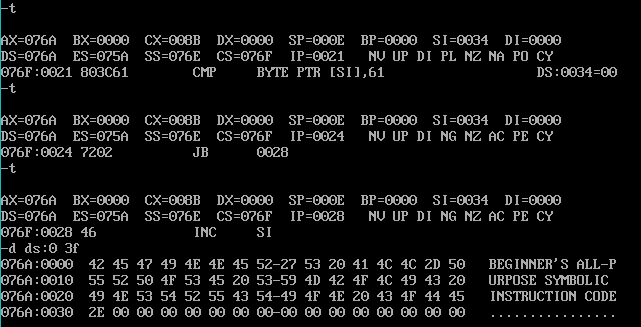 -t

AX=076A  BX=0000  CX=008B  DX=0000  SP=000E  BP=0000  SI=0034  DI=0000
DS=076A  ES=075A  SS=076E  CS=076F  IP=0021   NV UP DI PL NZ NA PO CY
076F:0021 803C61        CMP     BYTE PTR [SI],61                   DS:0034=00
-t

AX=076A  BX=0000  CX=008B  DX=0000  SP=000E  BP=0000  SI=0034  DI=0000
DS=076A  ES=075A  SS=076E  CS=076F  IP=0024   NV UP DI NG NZ AC PE CY
076F:0024 7202          JB      0028
-t

AX=076A  BX=0000  CX=008B  DX=0000  SP=000E  BP=0000  SI=0034  DI=0000
DS=076A  ES=075A  SS=076E  CS=076F  IP=0028   NV UP DI NG NZ AC PE CY
076F:0028 46            INC     SI
-d ds:0 3f
076A:0000  42 45 47 49 4E 4E 45 52-27 53 20 41 4C 4C 2D 50   BEGINNER'S ALL-P
076A:0010  55 52 50 4F 53 45 20 53-59 4D 42 4F 4C 49 43 20   URPOSE SYMBOLIC
076A:0020  49 4E 53 54 52 55 43 54-49 4F 4E 20 43 4F 44 45   INSTRUCTION CODE
076A:0030  2E 00 00 00 00 00 00 00-00 00 00 00 00 00 00 00   ................